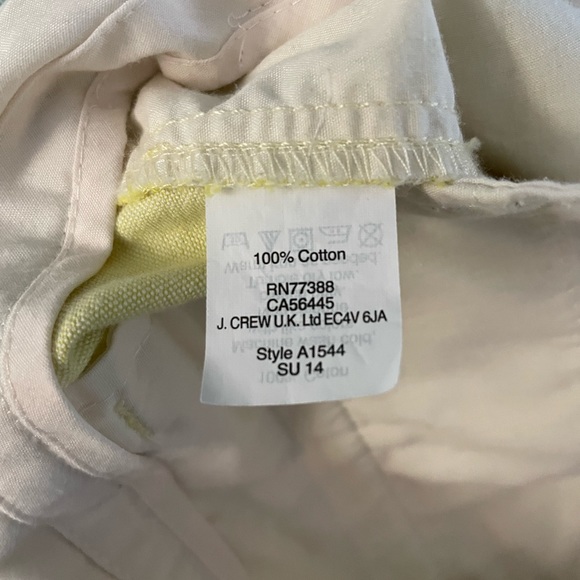 100% Cotton
RN77388
CA56445
J. CREW U.K. Ltd EC4V 6JA
Style A1544
SU 14